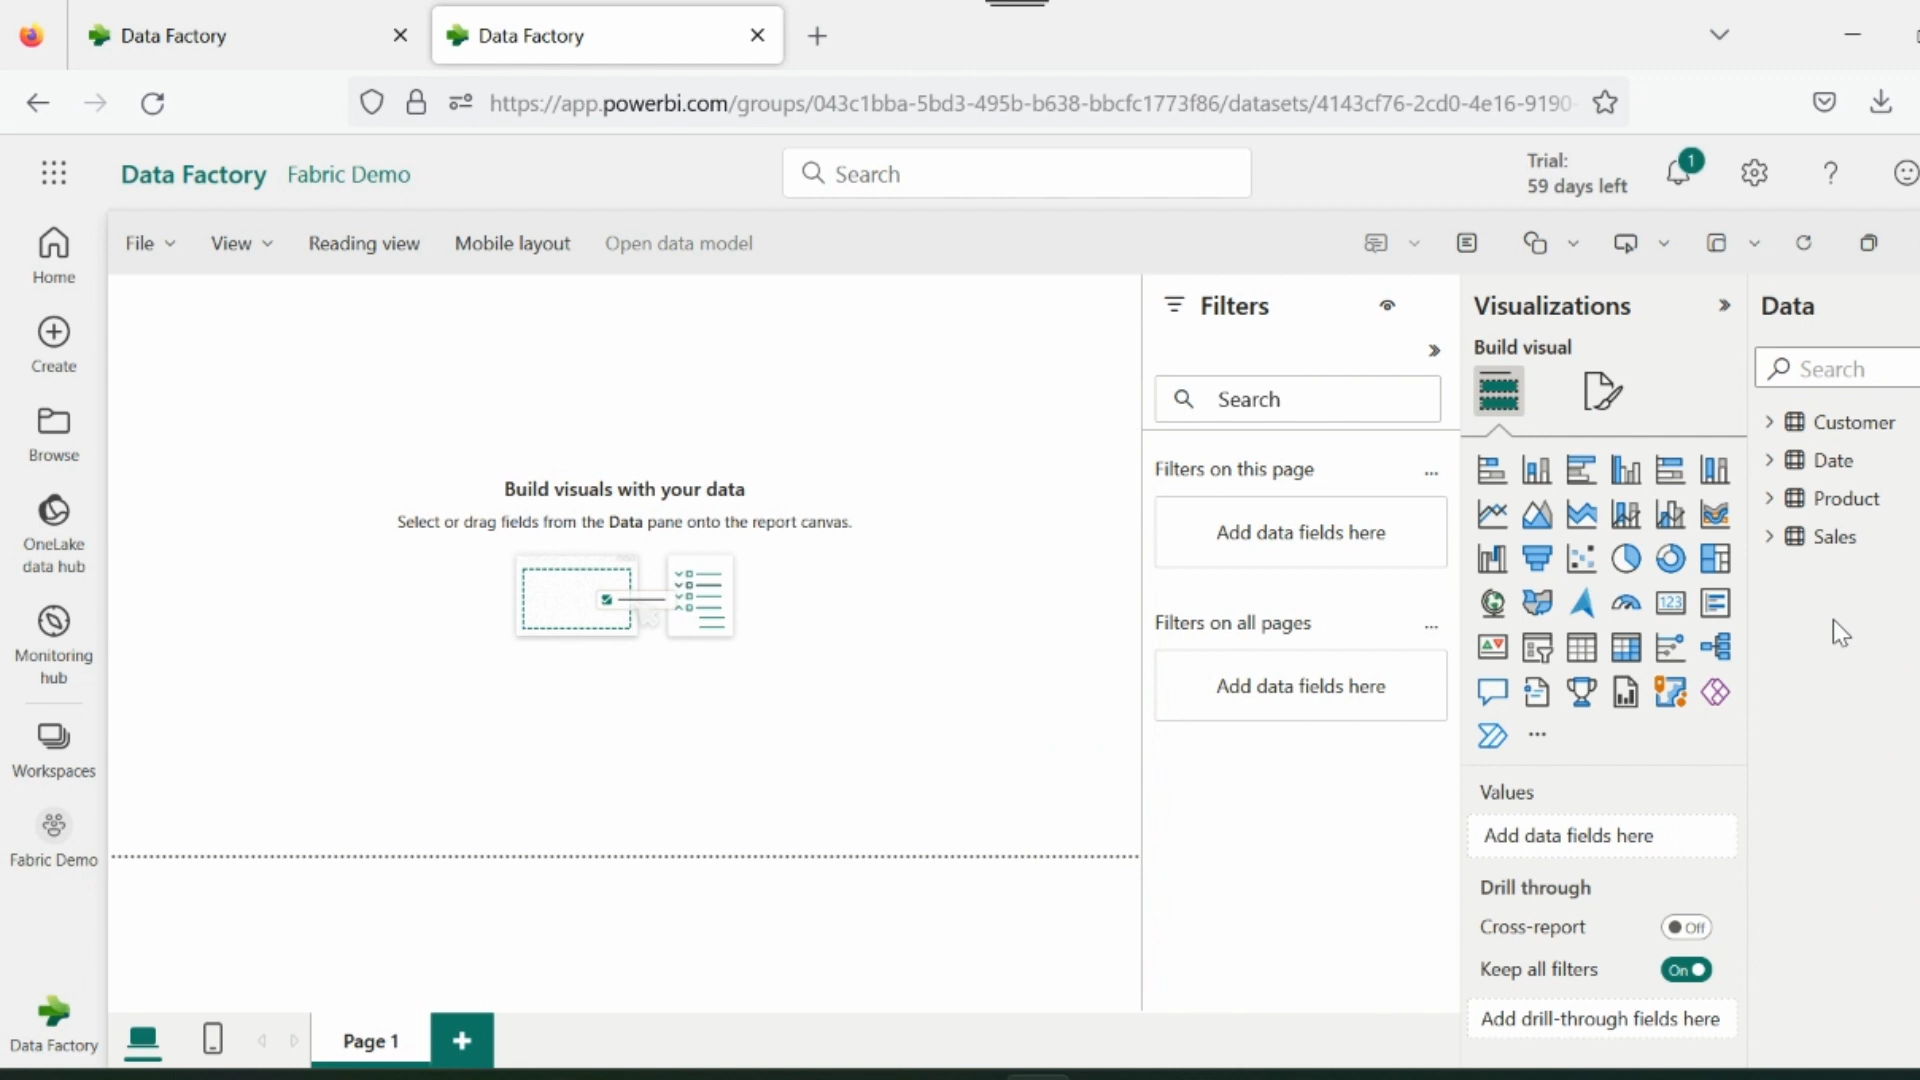 Data Factory
Data Factory
https://app.powerbi.com/groups/043c1bba-5bd3-495b-b638-bbcfc1773f86/datasets/4143cf76-2cd0-4e16-9190-
Data Factory Fabric Demo
Search
Trial:
59 days left
1
File View Reading view Mobile layout Open data model
Home
Create
Browse
OneLake
data hub
Monitoring
hub
Workspaces
Fabric Demo
Data Factory
Build visuals with your data
Select or drag fields from the Data pane onto the report canvas.
Filters
Search
Filters on this page
Add data fields here
Filters on all pages
Add data fields here
Visualizations
Build visual
123
Values
Add data fields here
Drill through
Cross-report Off
Keep all filters On
Add drill-through fields here
Data
Search
Customer
Date
Product
Sales
Page 1